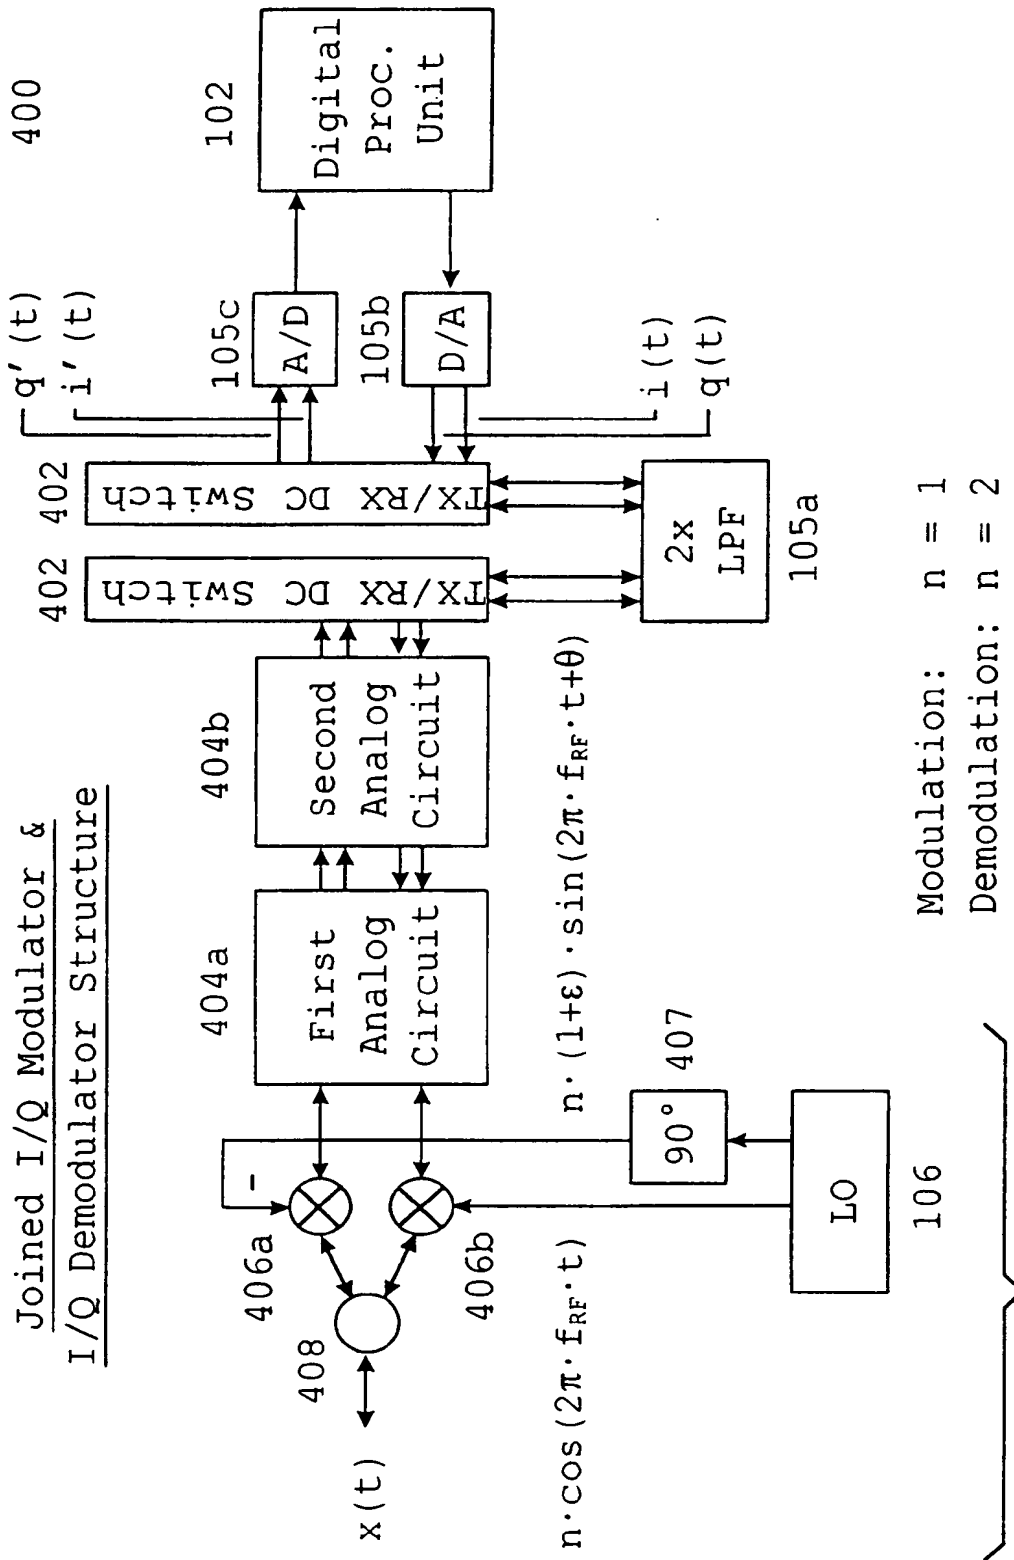 Joined I/Q Modulator &
I/Q Demodulator Structure
400
q'(t)
i'(t)
408
406a
404a
404b
402
402
105c
102
x(t)
-
First
Analog
Circuit
Second
Analog
Circuit
TX/RX DC Switch
TX/RX DC Switch
A/D
Digital
Proc.
Unit
406b
105b
D/A
n·cos(2π·fRF·t)
n·(1+ε)·sin(2π·fRF·t+θ)
i(t)
q(t)
90°
407
2x
LPF
105a
LO
106
Modulation: n = 1
Demodulation: n = 2